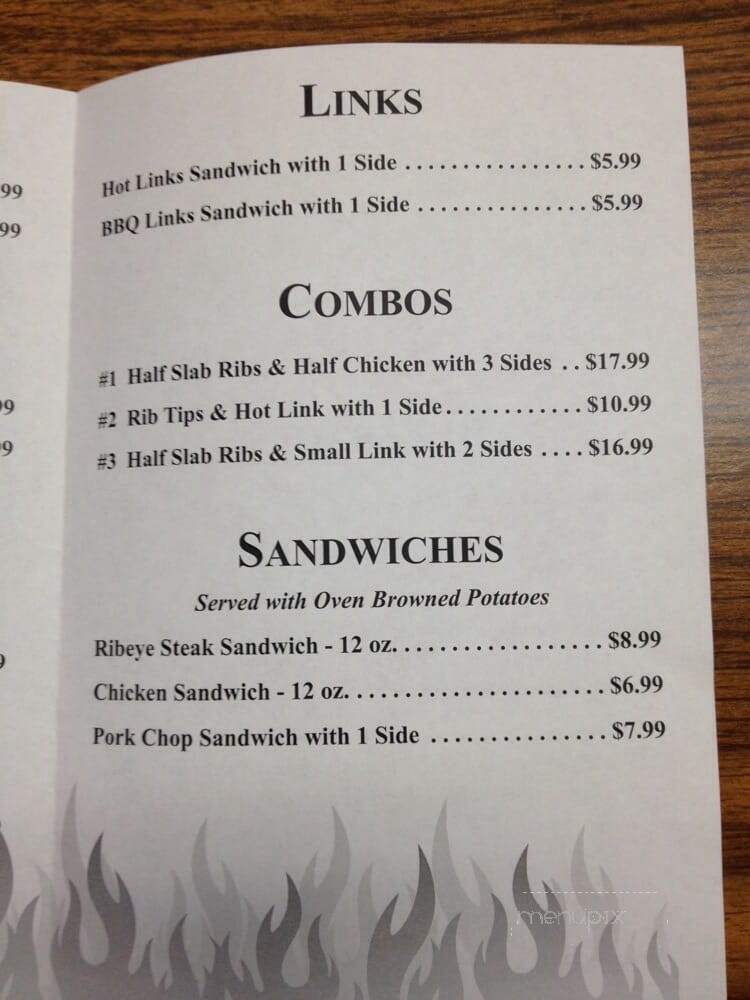 LINKS
Hot Links Sandwich with 1 Side ................ $5.99
BBQ Links Sandwich with 1 Side ............... $5.99
COMBOS
#1 Half Slab Ribs & Half Chicken with 3 Sides .. $17.99
#2 Rib Tips & Hot Link with 1 Side............ $10.99
#3 Half Slab Ribs & Small Link with 2 Sides .... $16.99
SANDWICHES
Served with Oven Browned Potatoes
Ribeye Steak Sandwich - 12 oz................... $8.99
Chicken Sandwich - 12 oz....................... $6.99
Pork Chop Sandwich with 1 Side ................ $7.99
99
99
99
99
9
menupix